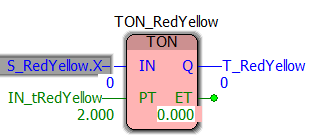 TON_RedYellow
TON
S_RedYellow.X IN Q T_RedYellow
0 0
IN_tRedYellow PT ET
2.000 0.000